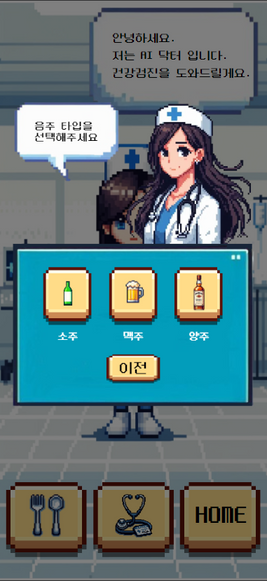 안녕하세요.
저는 AI 닥터 입니다.
건강검진을 도와드릴게요.
음주 타입을
선택해주세요
소주
맥주
양주
이전
HOME